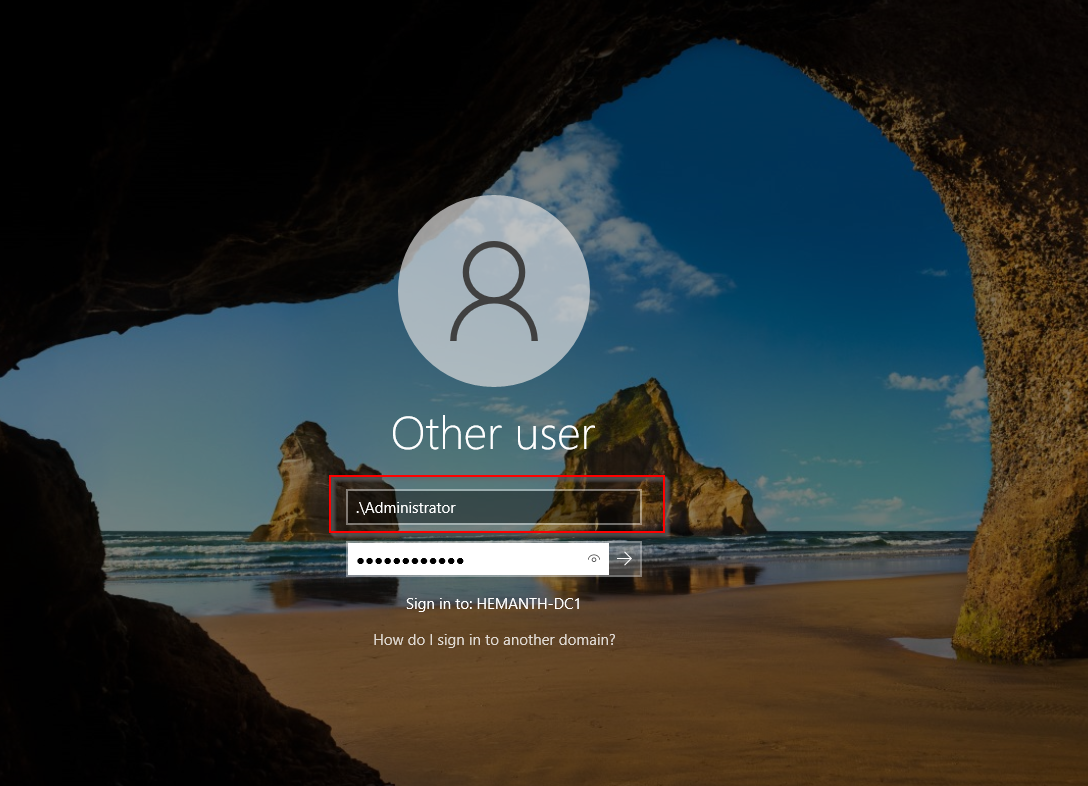 Other user
.\Administrator
••••••••••••
Sign in to: HEMANTH-DC1
How do I sign in to another domain?